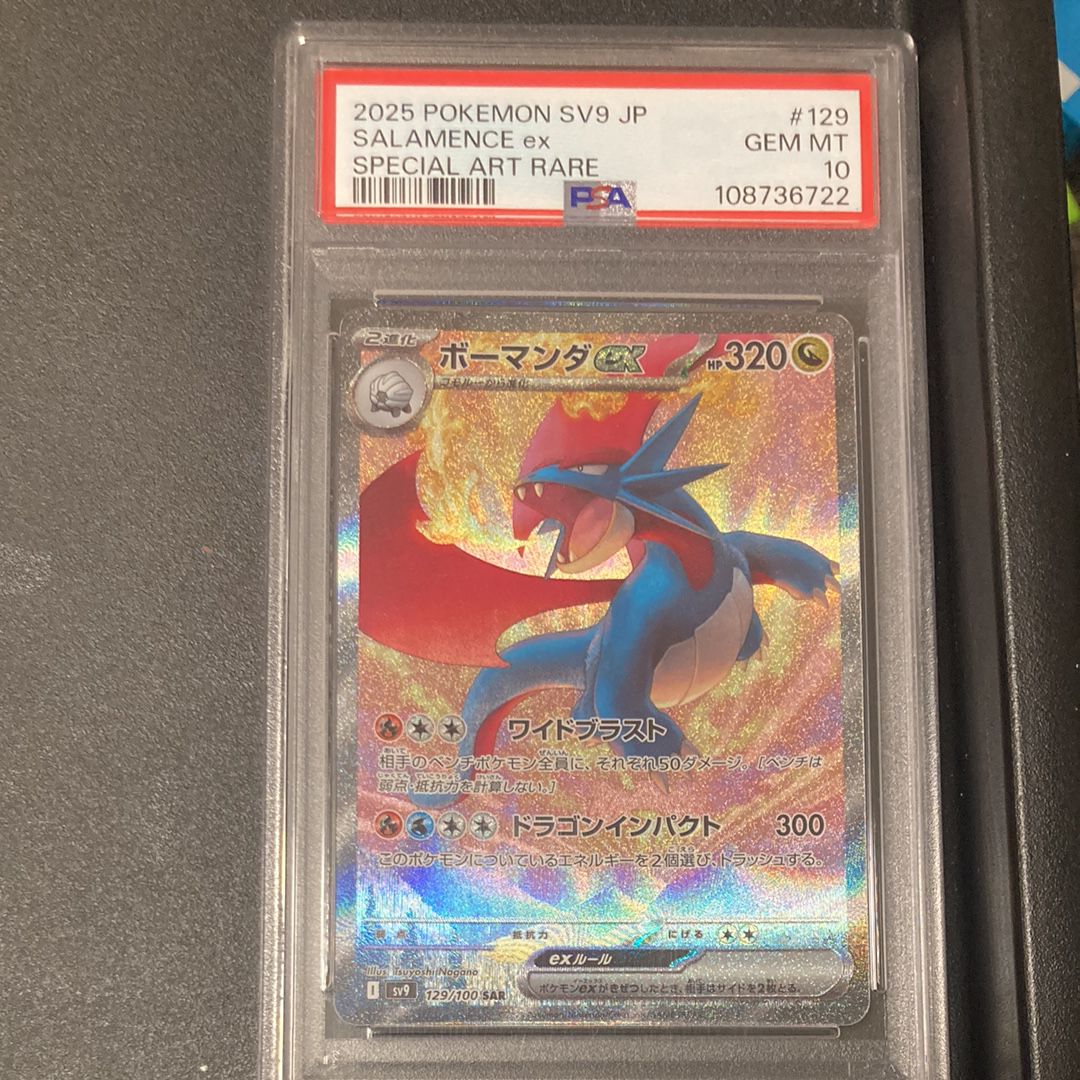 2025 POKEMON SV9 JP #129
SALAMENCE ex GEM MT
SPECIAL ART RARE 10
PSA 108736722
2進化 ボーマンダex HP320
コモルーから進化
ワイドブラスト
相手のベンチポケモン全員に、それぞれ50ダメージ。[ベンチは
弱点・抵抗力を計算しない。]
ドラゴンインパクト 300
このポケモンについているエネルギーを2個選び、トラッシュする。
弱点 抵抗力 にげる
exルール
Illus. Tsuyoshi Nagano
ポケモンexがきぜつしたとき、相手はサイドを2枚とる。
I sv9 129/100 SAR